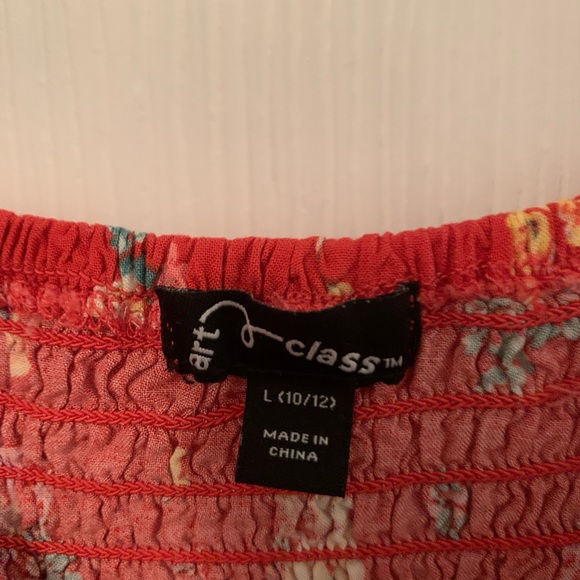 art class™
L (10/12)
MADE IN
CHINA